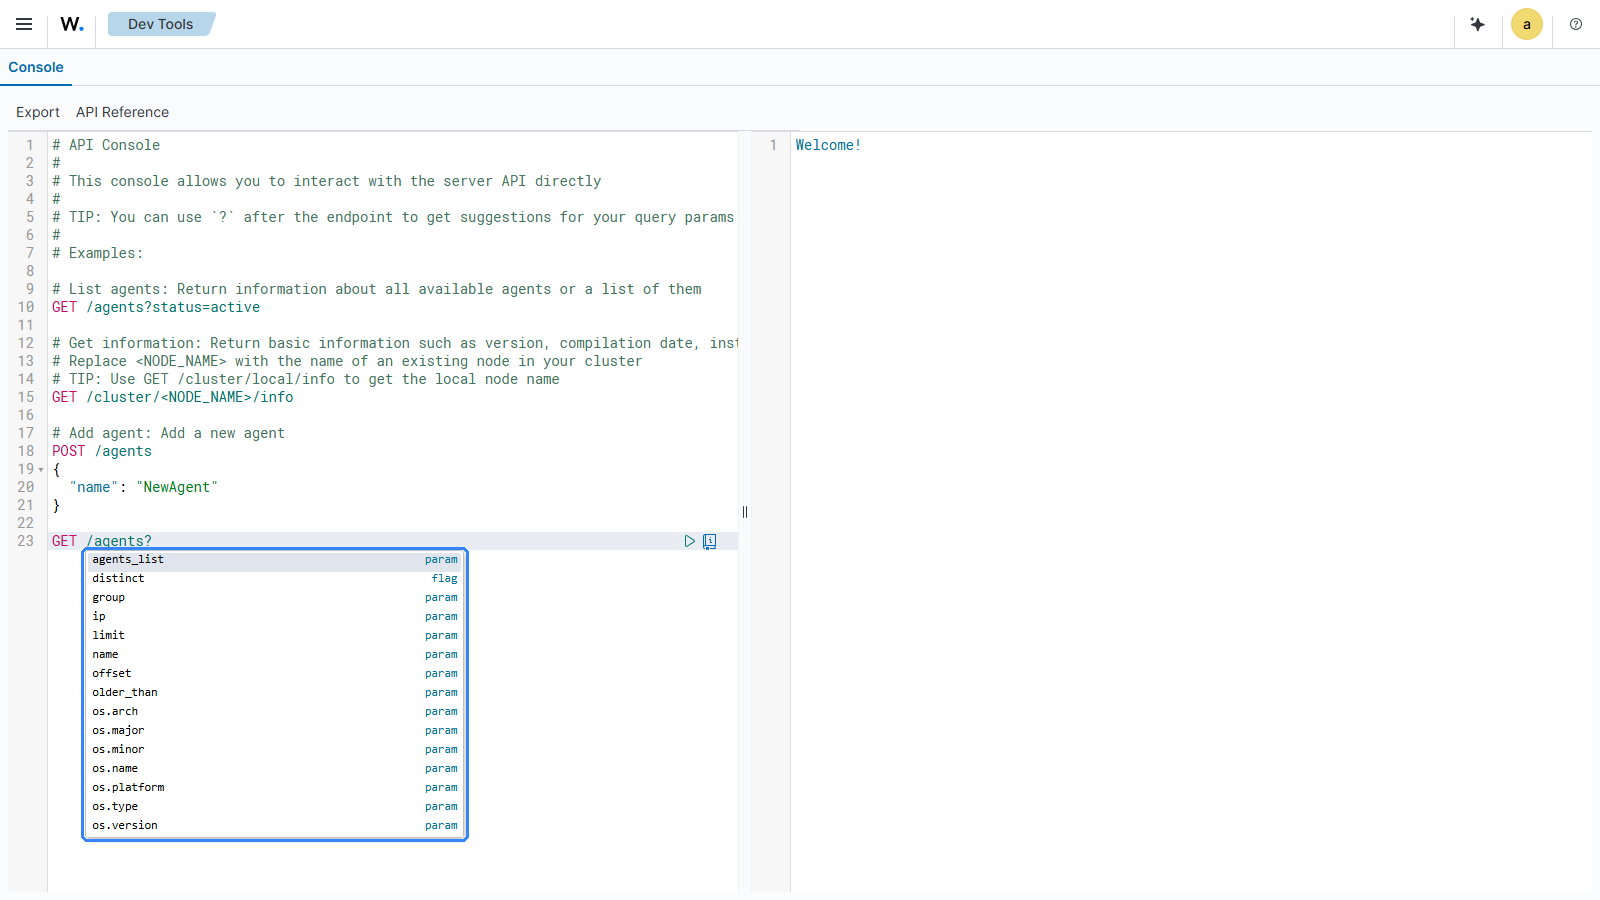 W.
Dev Tools
a
Console
Export
API Reference
1 # API Console
2 #
3 # This console allows you to interact with the server API directly
4 #
5 # TIP: You can use `?` after the endpoint to get suggestions for your query params
6 #
7 # Examples:
8
9 # List agents: Return information about all available agents or a list of them
10 GET /agents?status=active
11
12 # Get information: Return basic information such as version, compilation date, inst
13 # Replace <NODE_NAME> with the name of an existing node in your cluster
14 # TIP: Use GET /cluster/local/info to get the local node name
15 GET /cluster/<NODE_NAME>/info
16
17 # Add agent: Add a new agent
18 POST /agents
19 {
20   "name": "NewAgent"
21 }
22
23 GET /agents?
agents_list param
distinct flag
group param
ip param
limit param
name param
offset param
older_than param
os.arch param
os.major param
os.minor param
os.name param
os.platform param
os.type param
os.version param
1 Welcome!